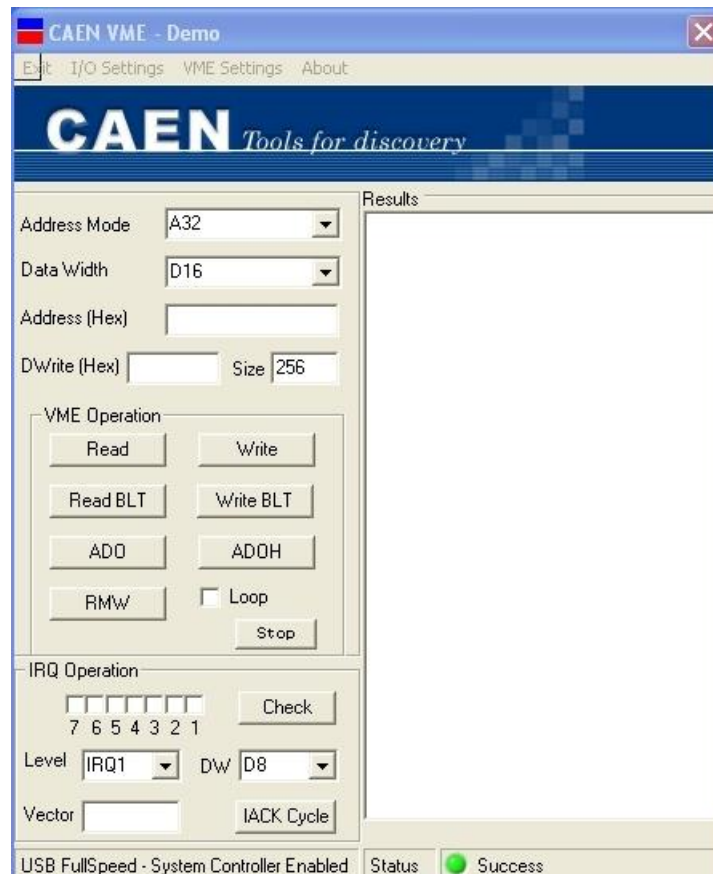 CAEN VME - Demo
Exit I/O Settings VME Settings About
CAEN Tools for discovery
Results
Address Mode A32
Data Width D16
Address (Hex)
DWrite (Hex) Size 256
VME Operation
Read Write
Read BLT Write BLT
ADO ADOH
RMW Loop
Stop
IRQ Operation
Check
7 6 5 4 3 2 1
Level IRQ1 DW D8
Vector IACK Cycle
USB FullSpeed - System Controller Enabled Status Success